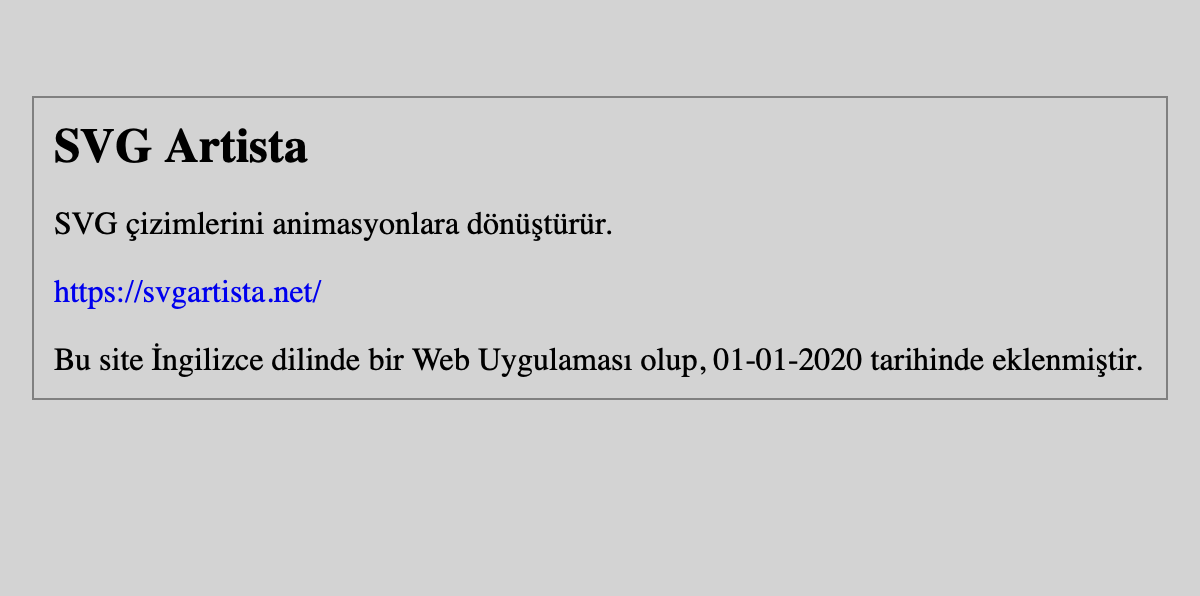 SVG Artista
SVG çizimlerini animasyonlara dönüştürür.
https://svgartista.net/
Bu site İngilizce dilinde bir Web Uygulaması olup, 01-01-2020 tarihinde eklenmiştir.